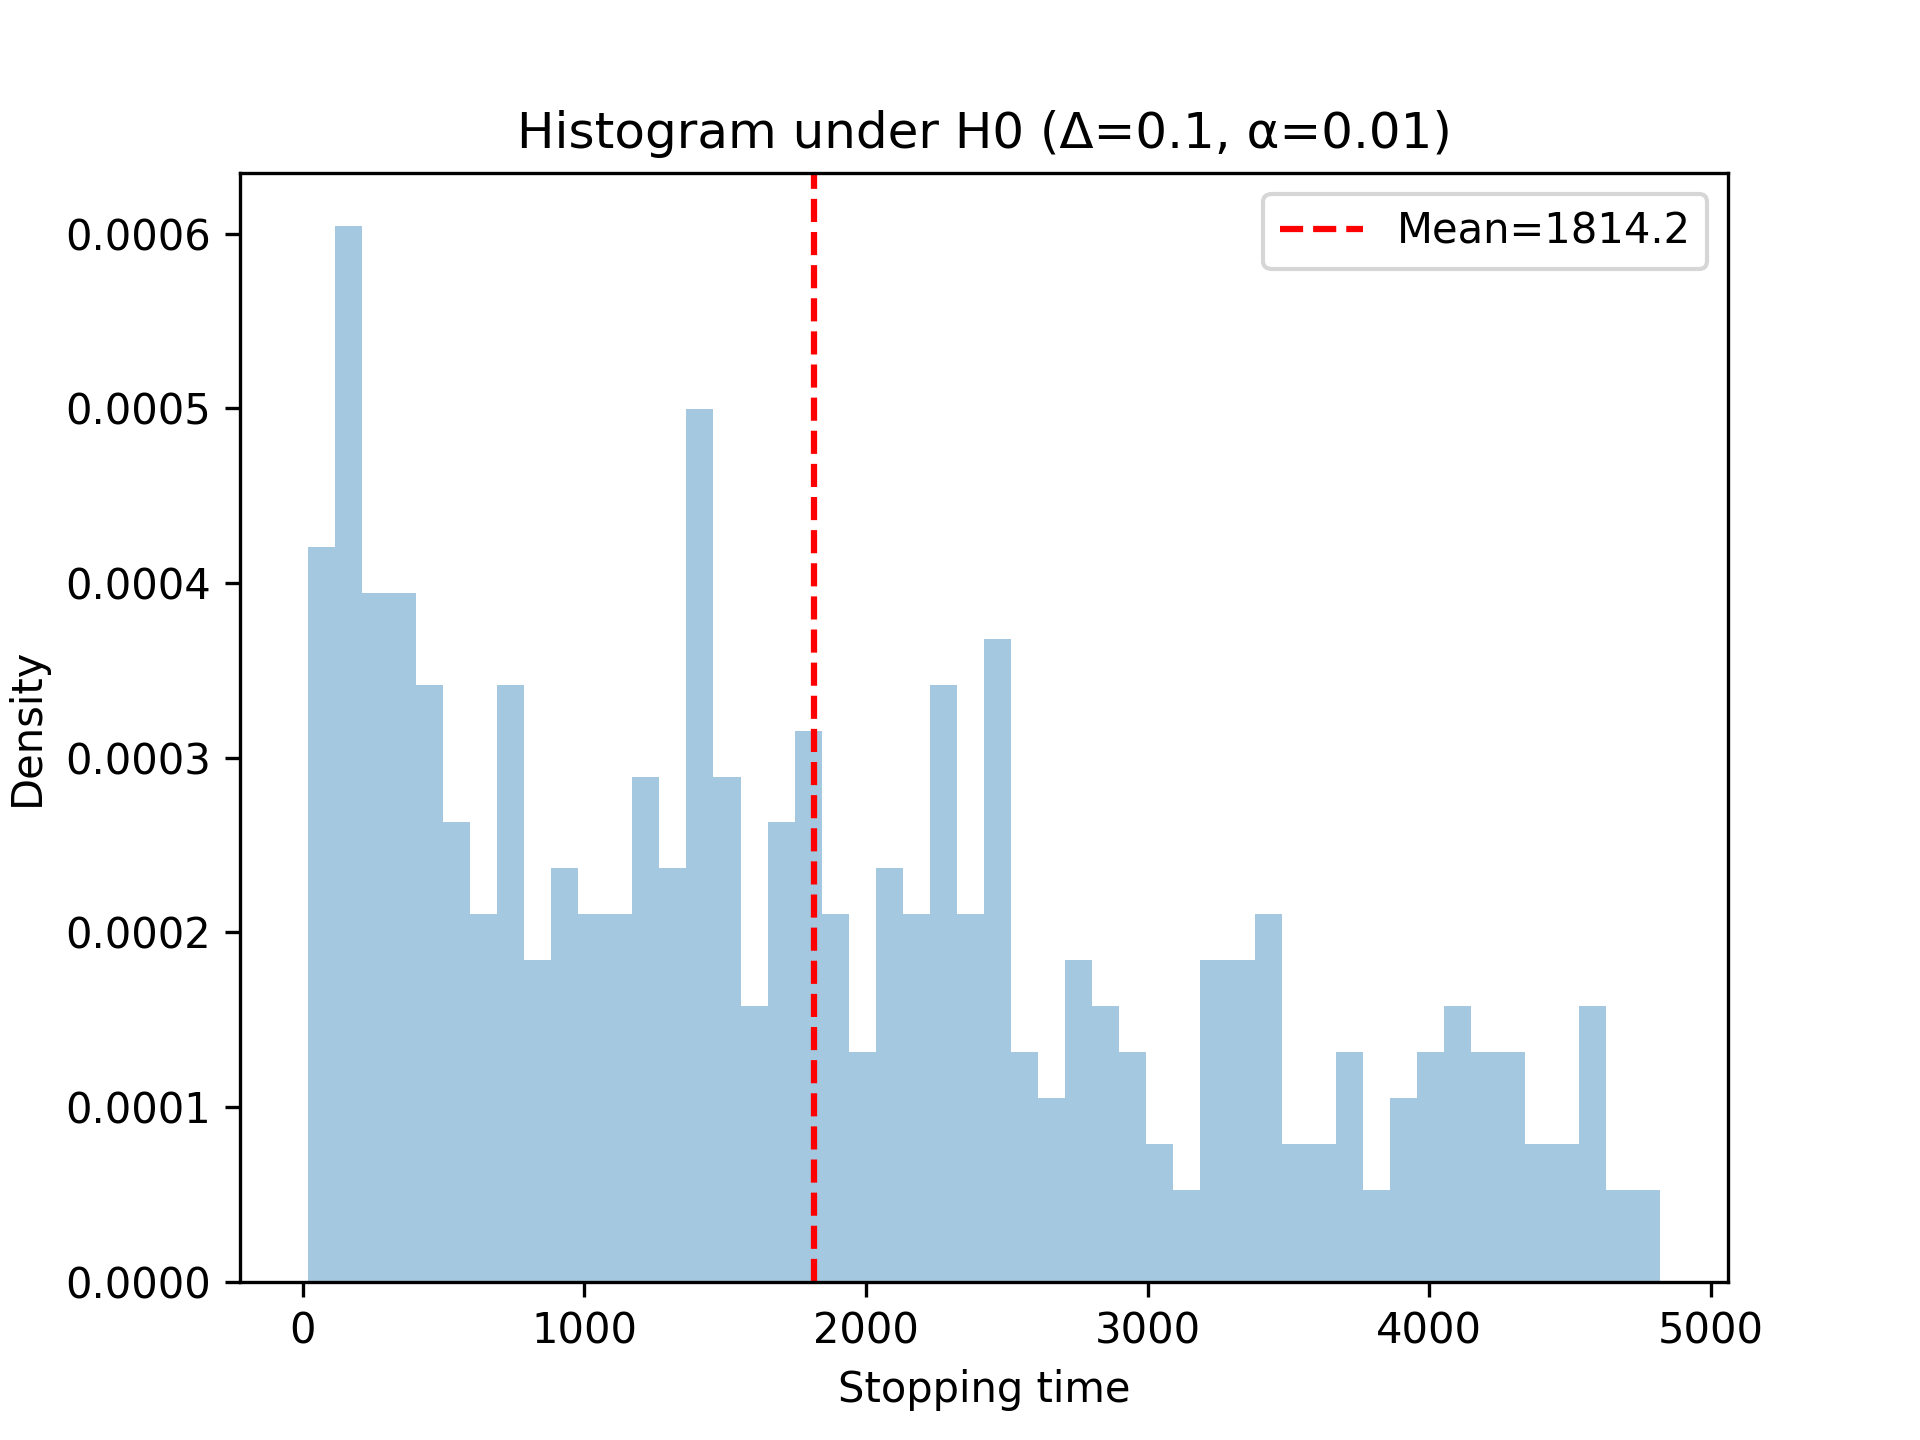 Histogram under H0 (Δ=0.1, α=0.01)
Mean=1814.2
0.0006
0.0005
0.0004
0.0003
0.0002
0.0001
0.0000
Density
0 1000 2000 3000 4000 5000
Stopping time